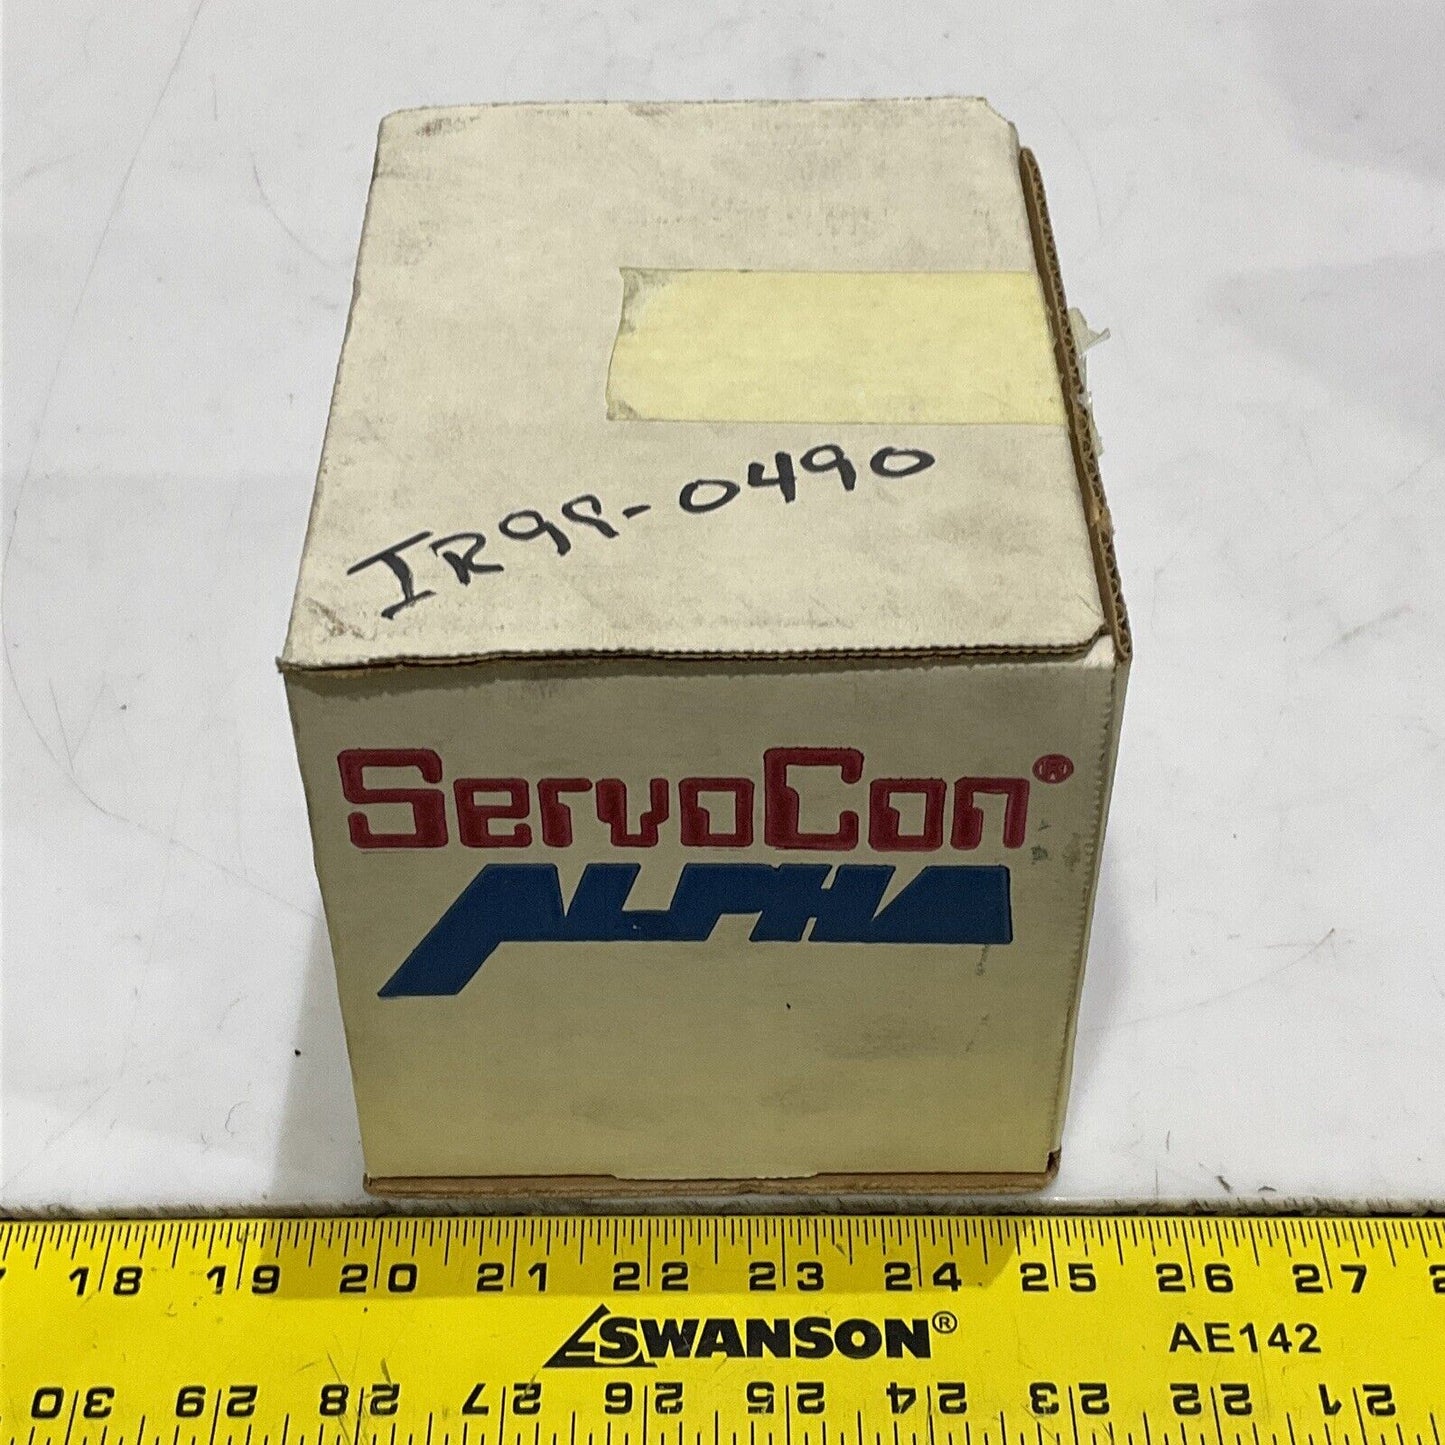 IR98-0490
ServoCon®
ALPHA
18 19 20 21 22 23 24 25 26 27
SWANSON® AE142
30 29 28 27 26 25 24 23 22 21